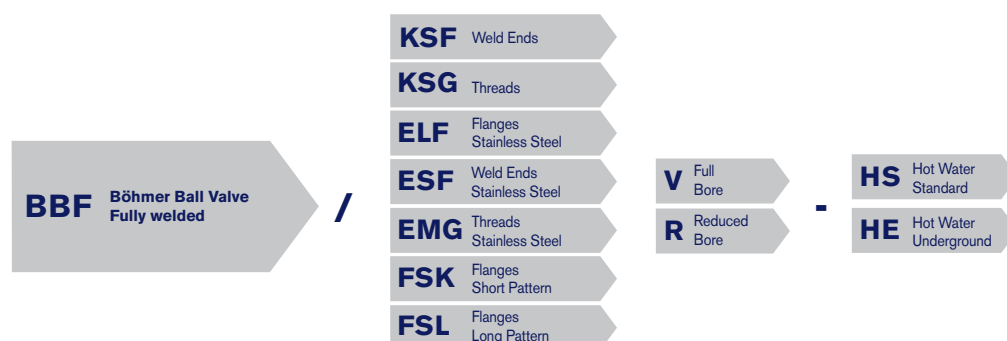 BBF Böhmer Ball Valve
Fully welded
/
KSF Weld Ends
KSG Threads
ELF Flanges
Stainless Steel
ESF Weld Ends
Stainless Steel
EMG Threads
Stainless Steel
FSK Flanges
Short Pattern
FSL Flanges
Long Pattern
V Full
Bore
R Reduced
Bore
-
HS Hot Water
Standard
HE Hot Water
Underground